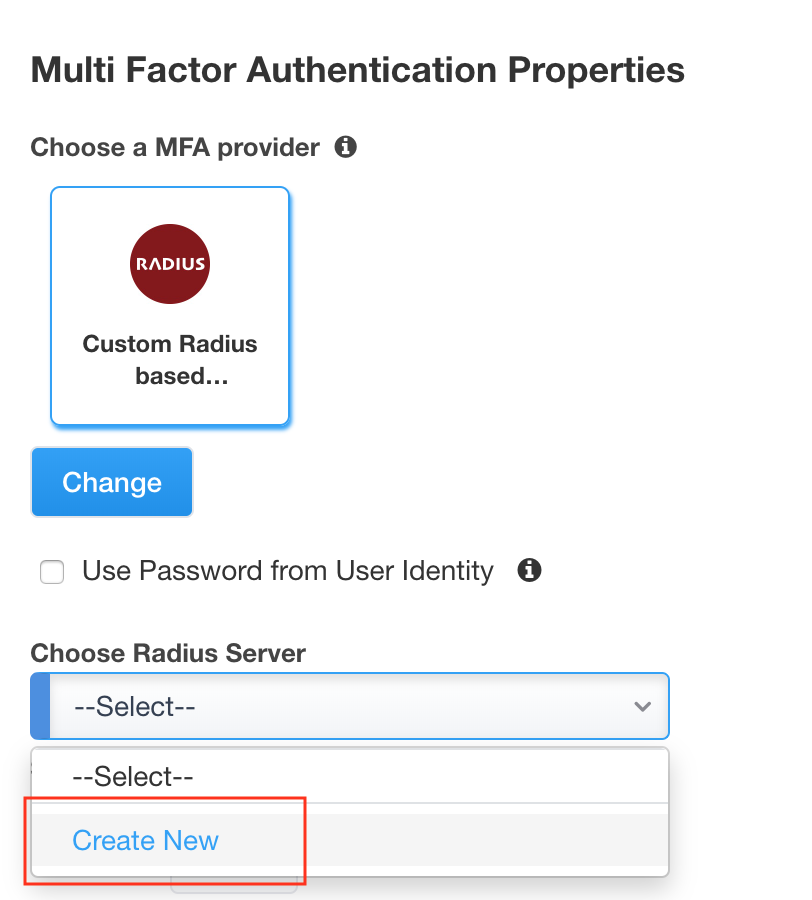 Multi Factor Authentication Properties
Choose a MFA provider
RADIUS
Custom Radius
based...
Change
Use Password from User Identity
Choose Radius Server
--Select--
--Select--
Create New